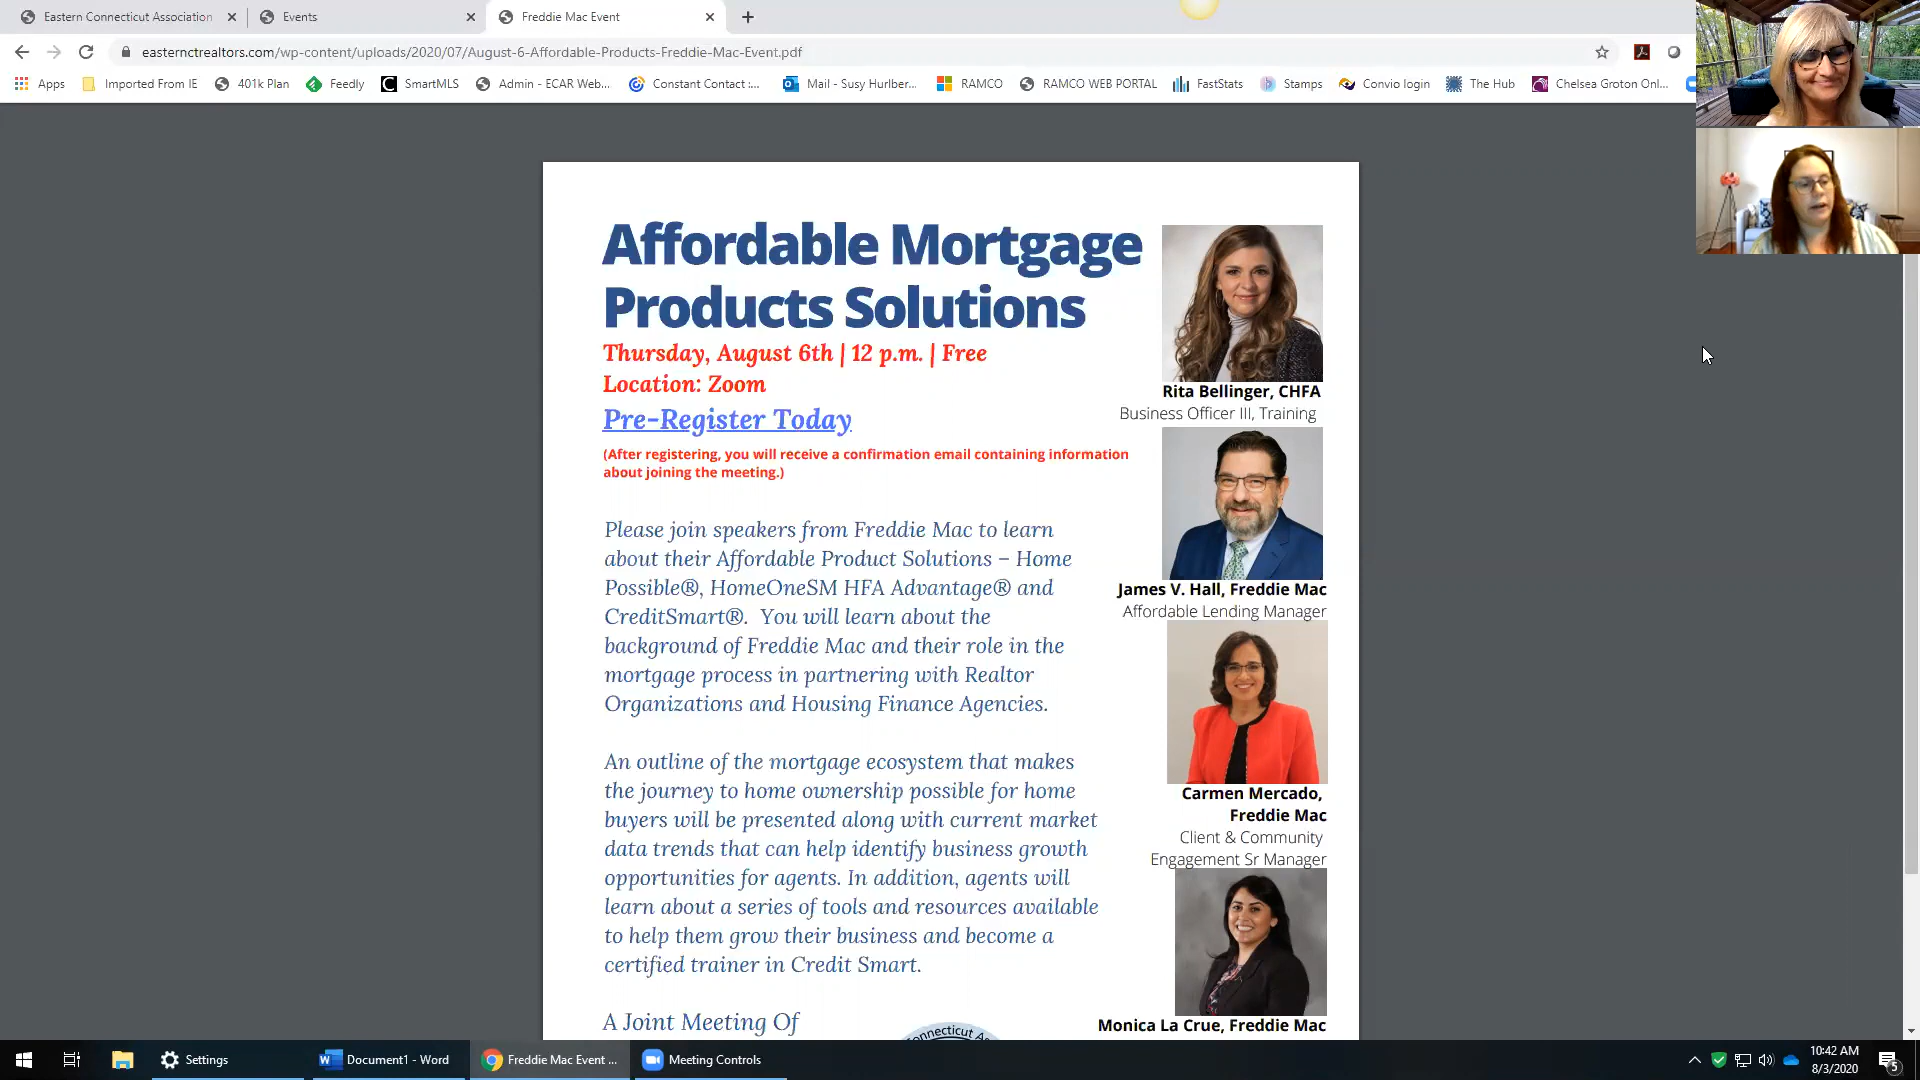 Eastern Connecticut Association
Events
Freddie Mac Event
easternctrealtors.com/wp-content/uploads/2020/07/August-6-Affordable-Products-Freddie-Mac-Event.pdf
Apps
Imported From IE
401k Plan
Feedly
SmartMLS
Admin - ECAR Web...
Constant Contact :...
Mail - Susy Hurlber...
RAMCO
RAMCO WEB PORTAL
FastStats
Stamps
Convio login
The Hub
Chelsea Groton Onl...
Affordable Mortgage
Products Solutions
Thursday, August 6th | 12 p.m. | Free
Location: Zoom
Pre-Register Today
(After registering, you will receive a confirmation email containing information
about joining the meeting.)
Please join speakers from Freddie Mac to learn
about their Affordable Product Solutions – Home
Possible®, HomeOneSM HFA Advantage® and
CreditSmart®. You will learn about the
background of Freddie Mac and their role in the
mortgage process in partnering with Realtor
Organizations and Housing Finance Agencies.
An outline of the mortgage ecosystem that makes
the journey to home ownership possible for home
buyers will be presented along with current market
data trends that can help identify business growth
opportunities for agents. In addition, agents will
learn about a series of tools and resources available
to help them grow their business and become a
certified trainer in Credit Smart.
A Joint Meeting Of
Rita Bellinger, CHFA
Business Officer III, Training
James V. Hall, Freddie Mac
Affordable Lending Manager
Carmen Mercado,
Freddie Mac
Client & Community
Engagement Sr Manager
Monica La Crue, Freddie Mac
Settings
Document1 - Word
Freddie Mac Event ...
Meeting Controls
10:42 AM
8/3/2020
5